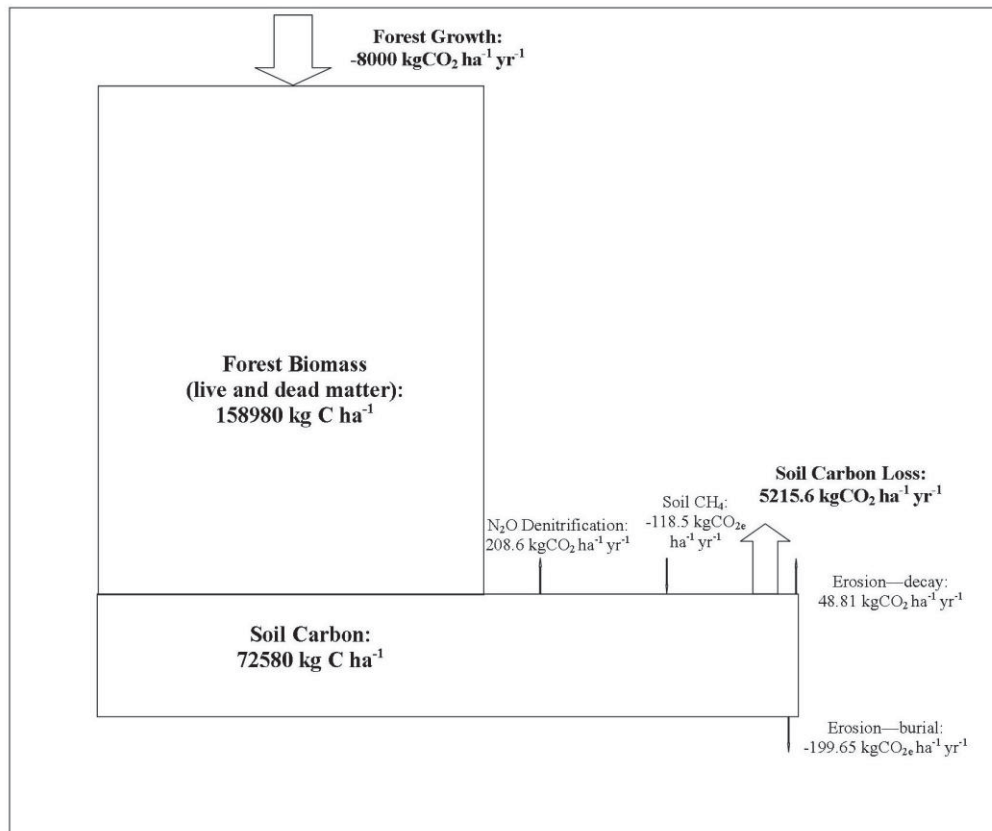 Forest Growth:
-8000 kgCO₂ ha⁻¹ yr⁻¹
Forest Biomass
(live and dead matter):
158980 kg C ha⁻¹
Soil Carbon Loss:
5215.6 kgCO₂ ha⁻¹ yr⁻¹
Soil CH₄:
-118.5 kgCO₂ₑ
ha⁻¹ yr⁻¹
N₂O Denitrification:
208.6 kgCO₂ ha⁻¹ yr⁻¹
Erosion—decay:
48.81 kgCO₂ ha⁻¹ yr⁻¹
Soil Carbon:
72580 kg C ha⁻¹
Erosion—burial:
-199.65 kgCO₂ₑ ha⁻¹ yr⁻¹